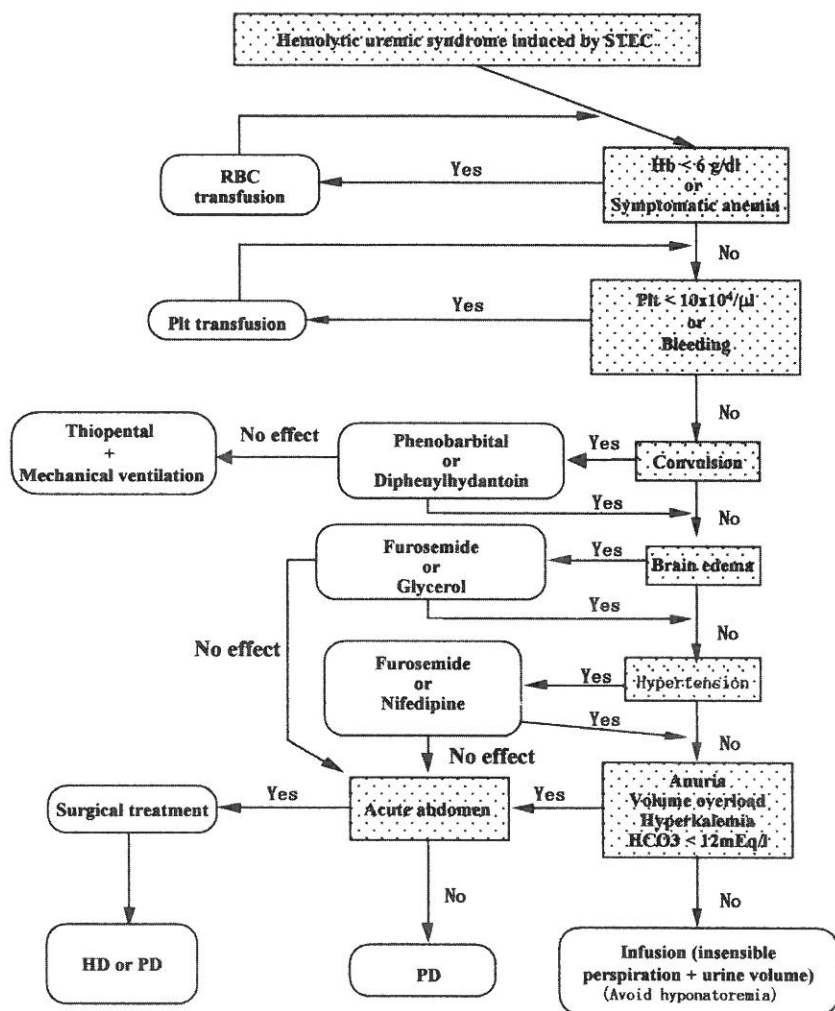 Hemolytic uremic syndrome induced by STEC
RBC
transfusion
Yes
Hb < 6 g/dl
or
Symptomatic anemia
No
Plt transfusion
Yes
Plt < 10x10⁴/µl
or
Bleeding
No
Thiopental
+
Mechanical ventilation
No effect
Phenobarbital
or
Diphenylhydantoin
Yes
Convulsion
Yes
No
Furosemide
or
Glycerol
Yes
Brain edema
Yes
No
No effect
Furosemide
or
Nifedipine
Yes
Hypertension
Yes
No
No effect
Surgical treatment
Yes
Acute abdomen
Yes
Anuria
Volume overload
Hyperkalemia
HCO3 < 12mEq/l
No
No
HD or PD
PD
Infusion (insensible
perspiration + urine volume)
(Avoid hyponatoremia)